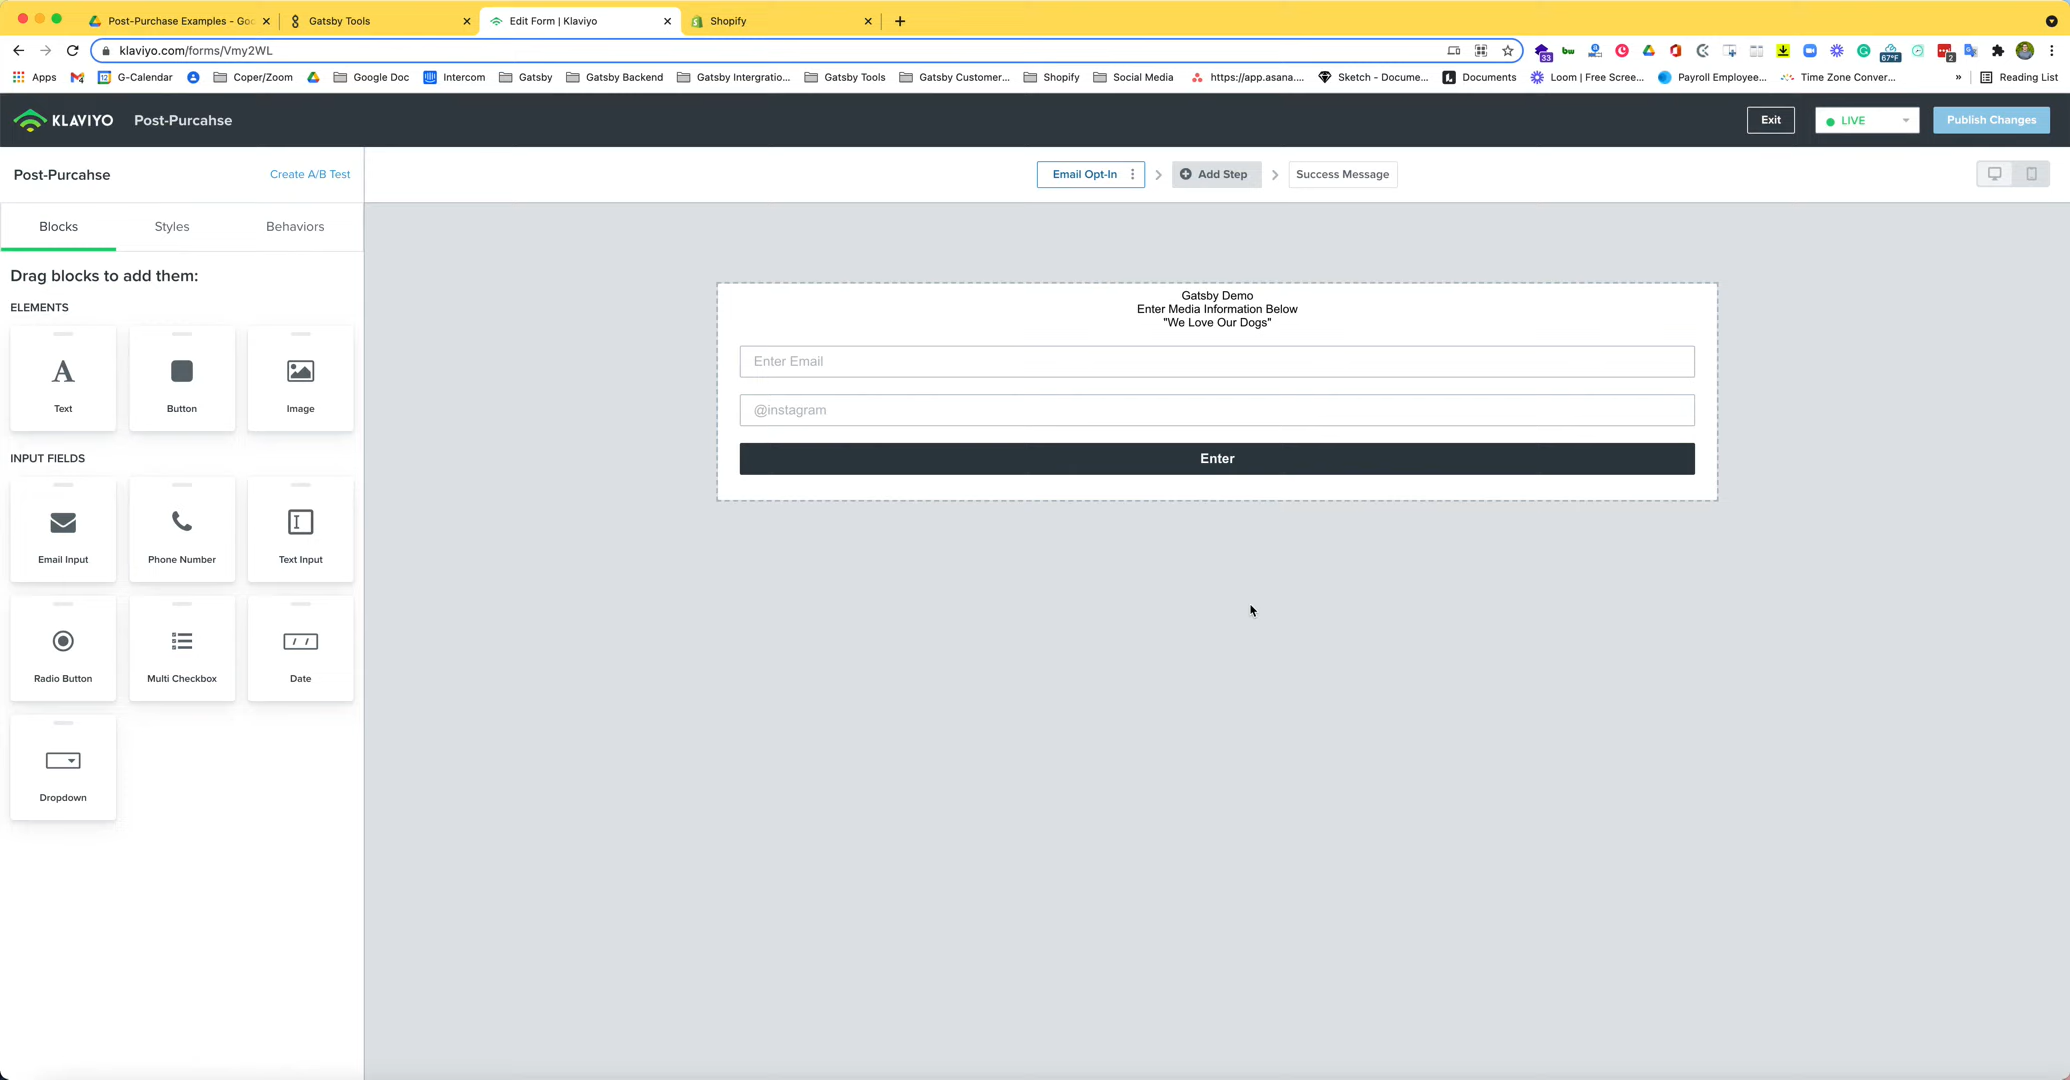 Post-Purchase Examples - Goo
Gatsby Tools
Edit Form | Klaviyo
Shopify
klaviyo.com/forms/Vmy2WL
33
67°F
2
Apps
12
G-Calendar
Coper/Zoom
Google Doc
Intercom
Gatsby
Gatsby Backend
Gatsby Intergratio...
Gatsby Tools
Gatsby Customer...
Shopify
Social Media
https://app.asana....
Sketch - Docume...
Documents
Loom | Free Scree...
Payroll Employee...
Time Zone Conver...
»
Reading List
KLAVIYO
Post-Purcahse
Exit
LIVE
Publish Changes
Post-Purcahse
Create A/B Test
Email Opt-In
Add Step
Success Message
Blocks
Styles
Behaviors
Drag blocks to add them:
ELEMENTS
A
Text
Button
Image
INPUT FIELDS
Email Input
Phone Number
Text Input
Radio Button
Multi Checkbox
Date
Dropdown
Gatsby Demo
Enter Media Information Below
"We Love Our Dogs"
Enter Email
@instagram
Enter